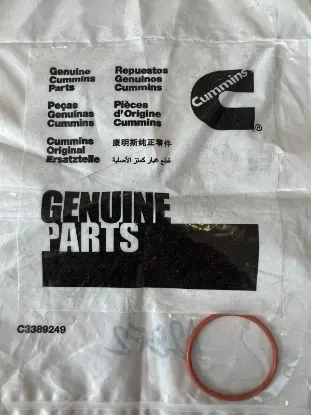 Genuine
Cummins
Parts
Repuestos
Genuinos
Cummins
Cummins
®
Peças
Genuinas
Cummins
Pièces
d'Origine
Cummins
Cummins
Original
Ersatzteile
康明斯纯正零件
قطع غيار كمنز الأصلية
GENUINE
PARTS
C3389249